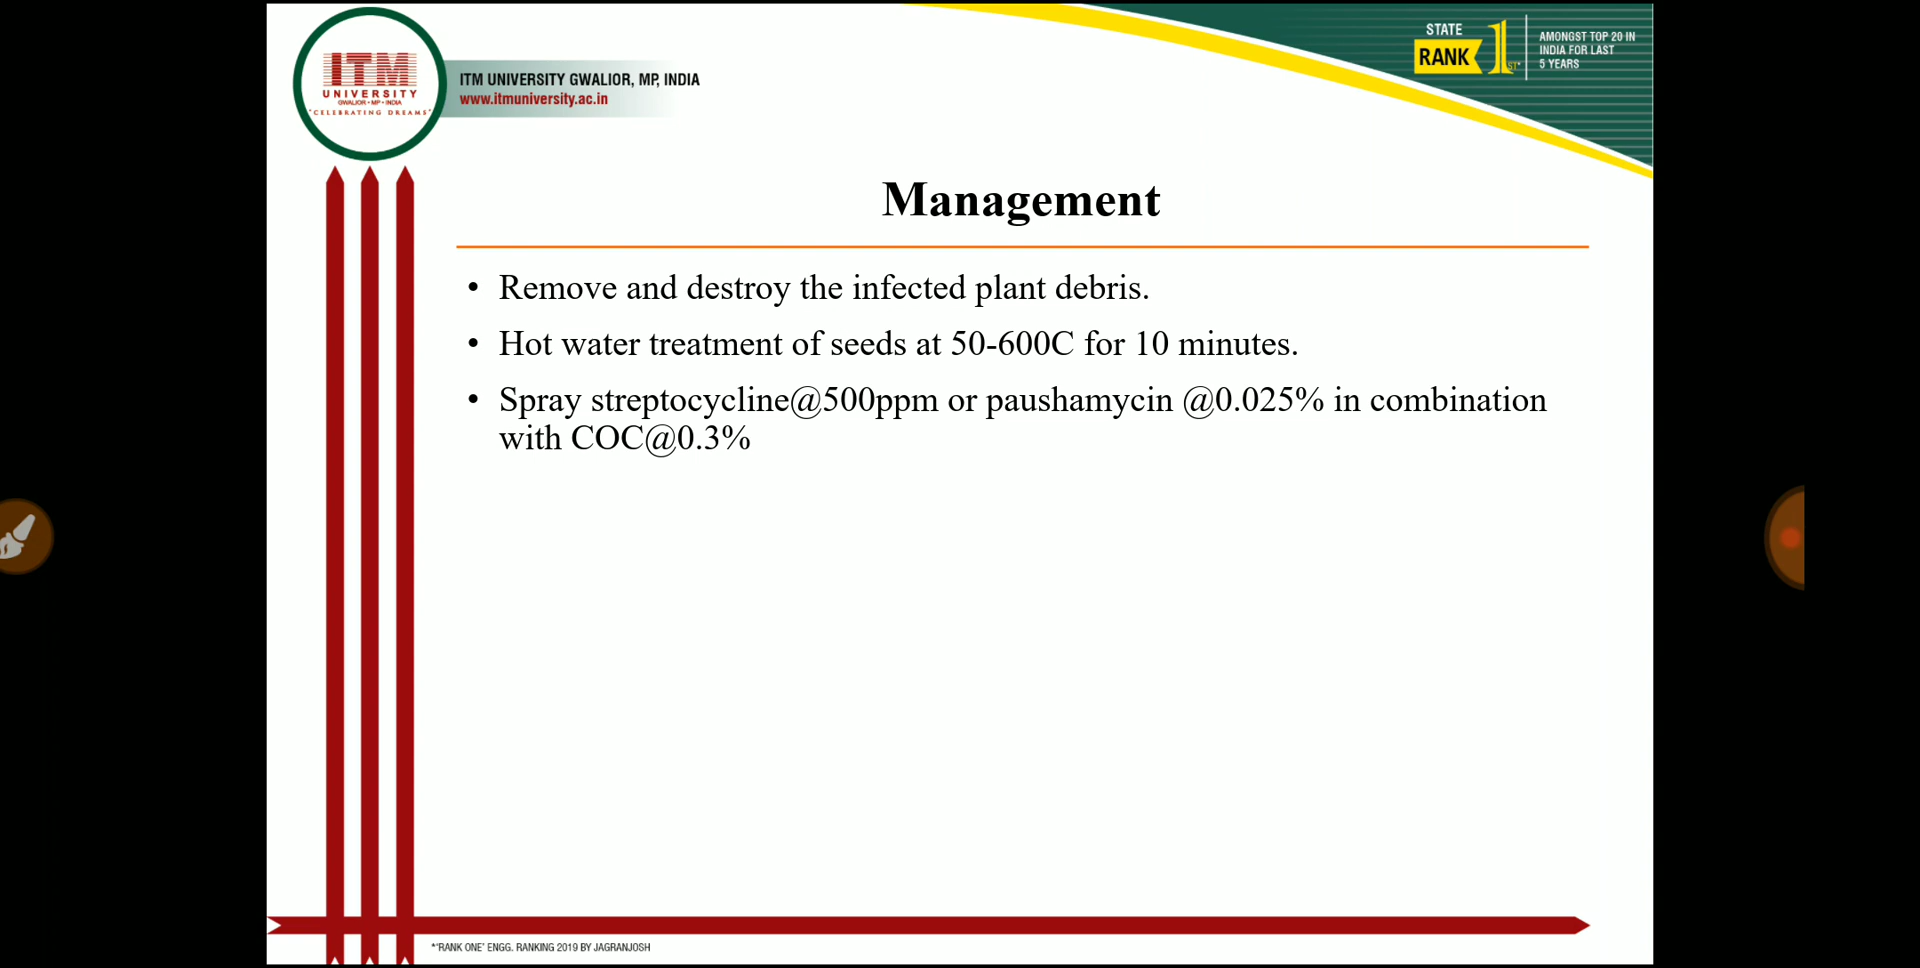 ITM
UNIVERSITY
GWALIOR • MP • INDIA
"CELEBRATING DREAMS"
ITM UNIVERSITY GWALIOR, MP, INDIA
www.itmuniversity.ac.in
STATE
RANK 1ST*
AMONGST TOP 20 IN
INDIA FOR LAST
5 YEARS
Management
• Remove and destroy the infected plant debris.
• Hot water treatment of seeds at 50-600C for 10 minutes.
• Spray streptocycline@500ppm or paushamycin @0.025% in combination
with COC@0.3%
*'RANK ONE' ENGG. RANKING 2019 BY JAGRANJOSH